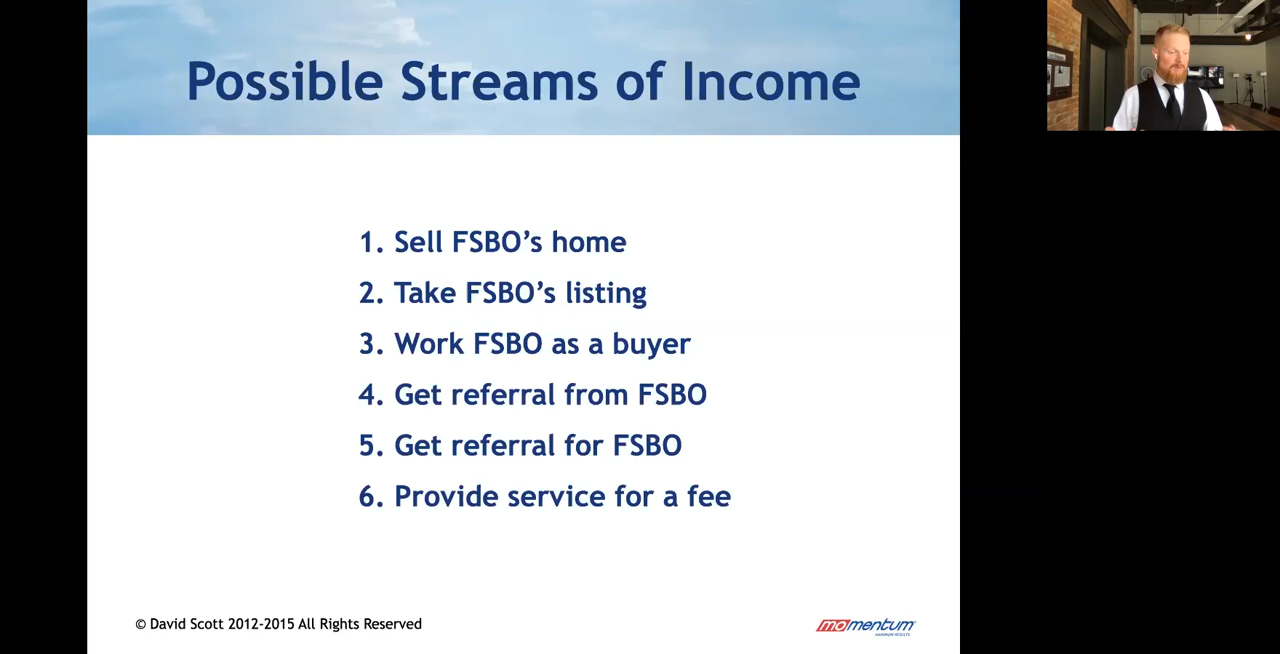 Possible Streams of Income
1. Sell FSBO’s home
2. Take FSBO’s listing
3. Work FSBO as a buyer
4. Get referral from FSBO
5. Get referral for FSBO
6. Provide service for a fee
© David Scott 2012-2015 All Rights Reserved
momentum
MAXIMUM RESULTS